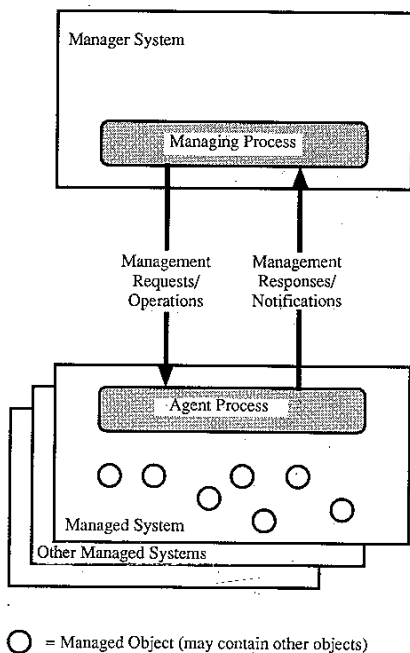 Manager System
Managing Process
Management
Requests/
Operations
Management
Responses/
Notifications
Agent Process
Managed System
Other Managed Systems
= Managed Object (may contain other objects)